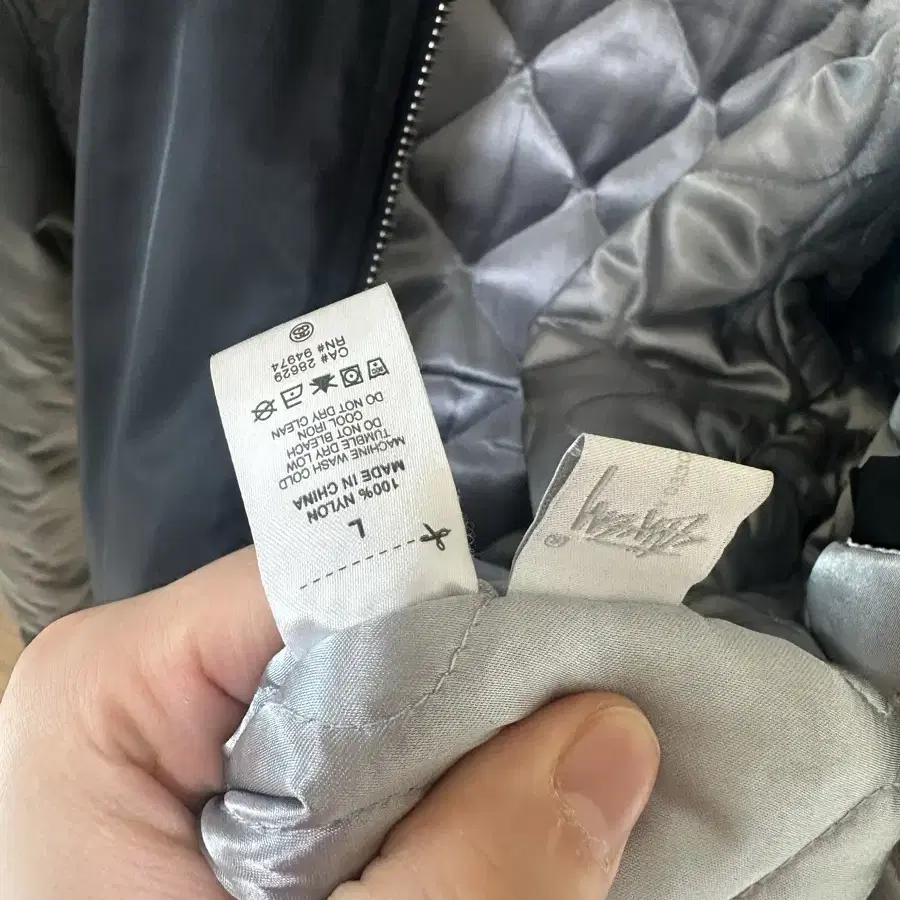 L
100% NYLON
MADE IN CHINA
MACHINE WASH COLD
TUMBLE DRY LOW
DO NOT BLEACH
COOL IRON
DO NOT DRY CLEAN
CA# 28629
RN# 94974
Stüssy ®